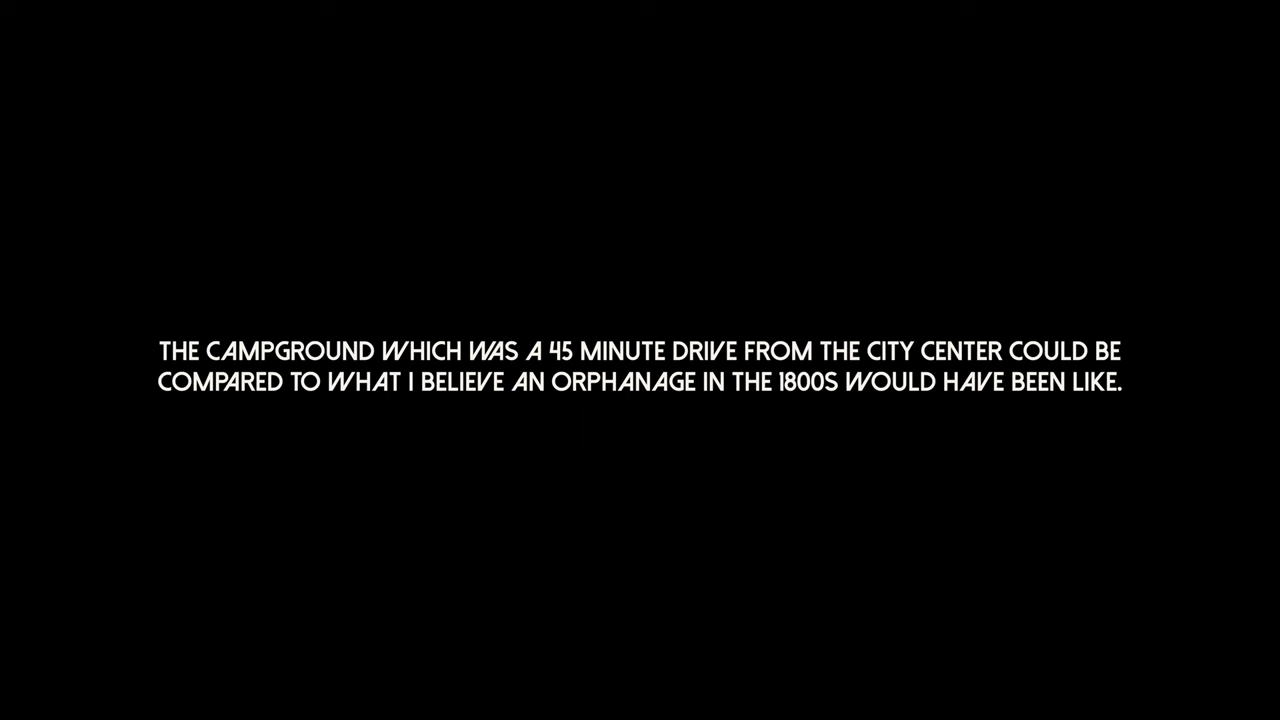 THE CAMPGROUND WHICH WAS A 45 MINUTE DRIVE FROM THE CITY CENTER COULD BE
COMPARED TO WHAT I BELIEVE AN ORPHANAGE IN THE 1800S WOULD HAVE BEEN LIKE.